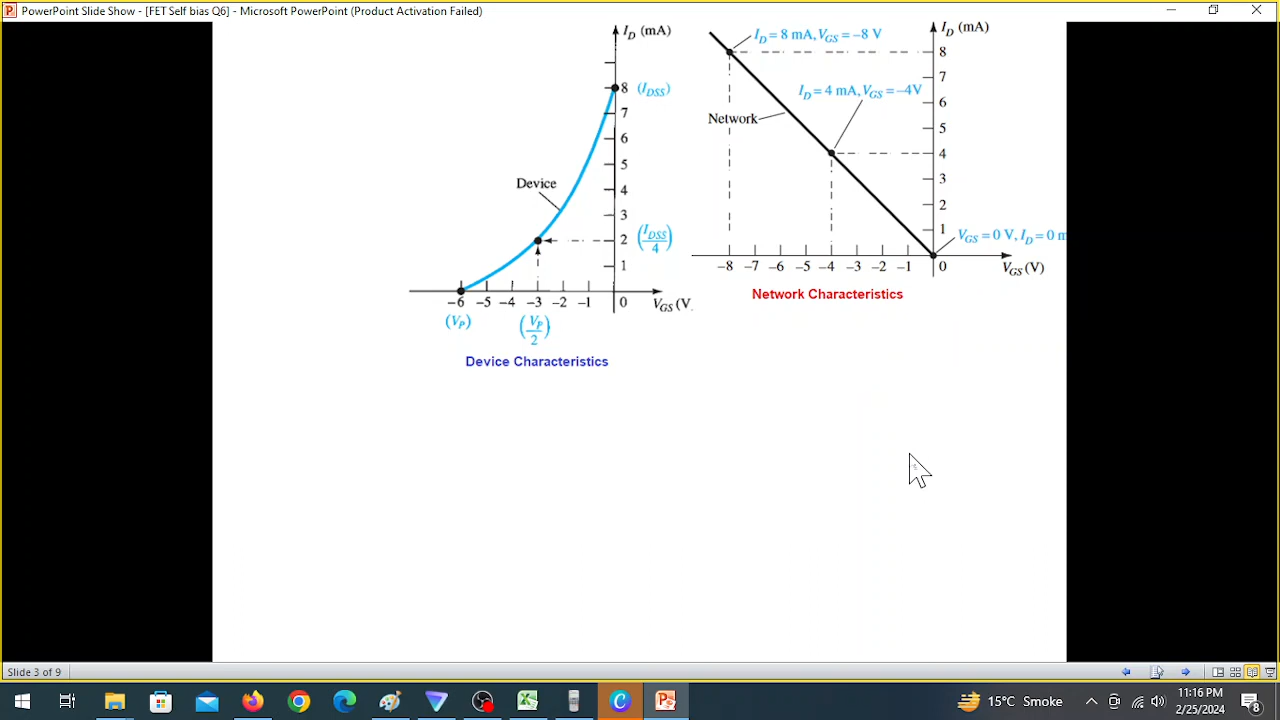 PowerPoint Slide Show - [FET Self bias Q6] - Microsoft PowerPoint (Product Activation Failed)
I_D (mA)
8 (I_DSS)
7
6
5
4
3
2 (I_DSS/4)
1
Device
-6 -5 -4 -3 -2 -1 0 V_GS (V
(V_P) (V_P/2)
Device Characteristics
I_D = 8 mA, V_GS = –8 V
I_D (mA)
8
7
I_D = 4 mA, V_GS = –4V
6
Network
5
4
3
2
1
V_GS = 0 V, I_D = 0 m
–8 –7 –6 –5 –4 –3 –2 –1 0 V_GS (V)
Network Characteristics
Slide 3 of 9
15°C Smoke
11:16 PM
2/25/2024
8